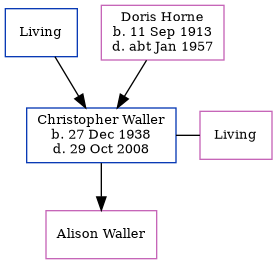 Living
Doris Horne
b. 11 Sep 1913
d. abt Jan 1957
Christopher Waller
b. 27 Dec 1938
d. 29 Oct 2008
Living
Alison Waller